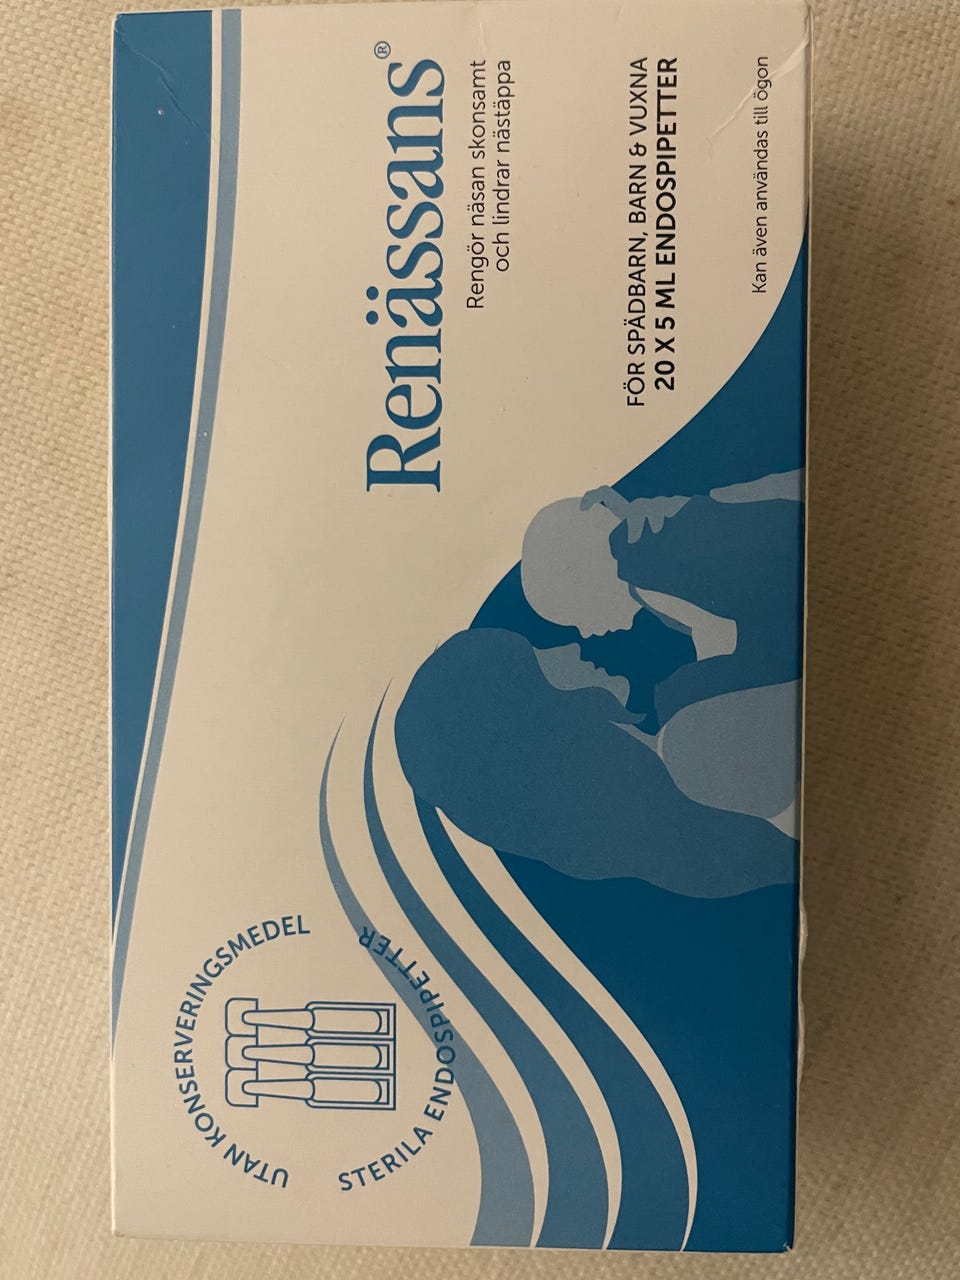 Renässans®
Rengör näsan skonsamt
och lindrar nästäppa
FÖR SPÄDBARN, BARN & VUXNA
20 X 5 ML ENDOSPIPETTER
Kan även användas till ögon
UTAN KONSERVERINGSMEDEL
STERILA ENDOSPIPETTER